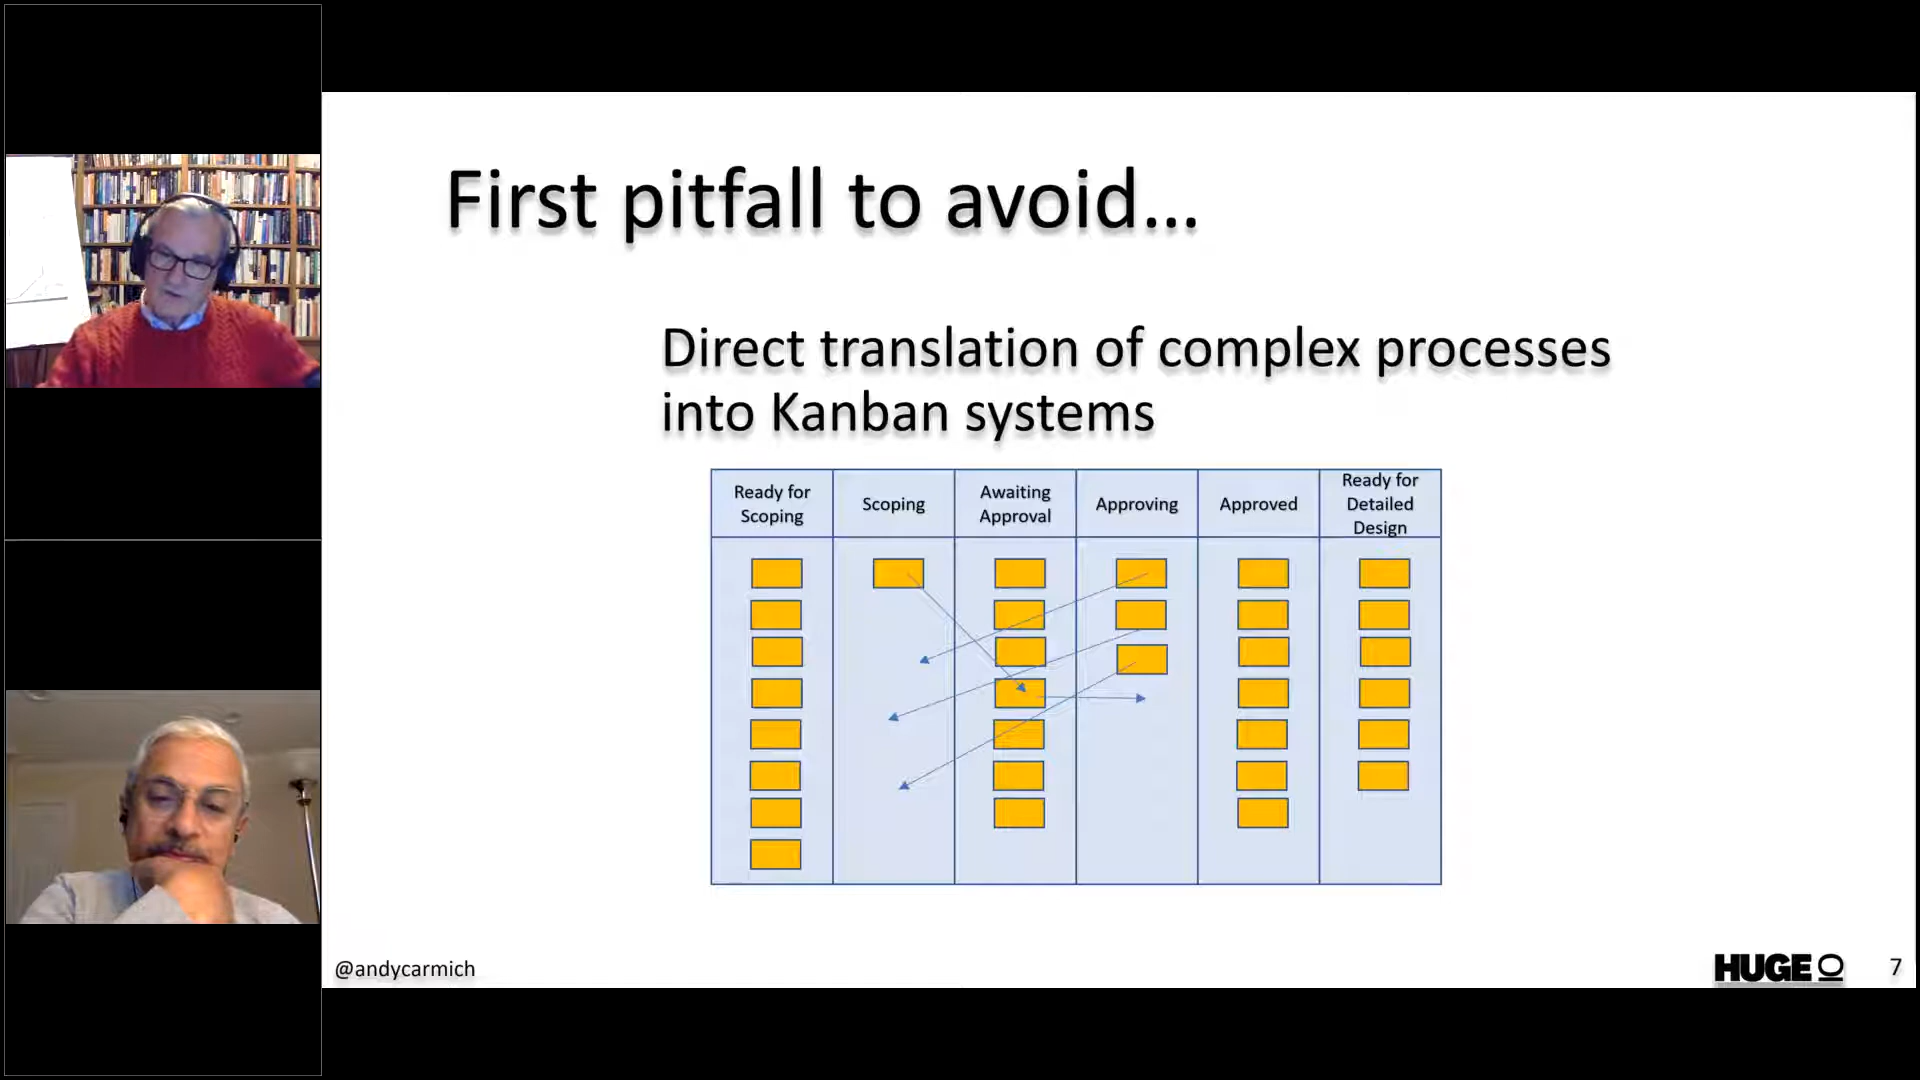 First pitfall to avoid...
Direct translation of complex processes
into Kanban systems
Ready for
Scoping
Scoping
Awaiting
Approval
Approving
Approved
Ready for
Detailed
Design
@andycarmich
HUGE IO
7